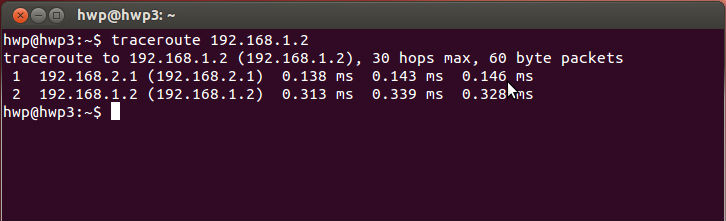 hwp@hwp3: ~
hwp@hwp3:~$ traceroute 192.168.1.2
traceroute to 192.168.1.2 (192.168.1.2), 30 hops max, 60 byte packets
 1  192.168.2.1 (192.168.2.1)  0.138 ms  0.143 ms  0.146 ms
 2  192.168.1.2 (192.168.1.2)  0.313 ms  0.339 ms  0.328 ms
hwp@hwp3:~$